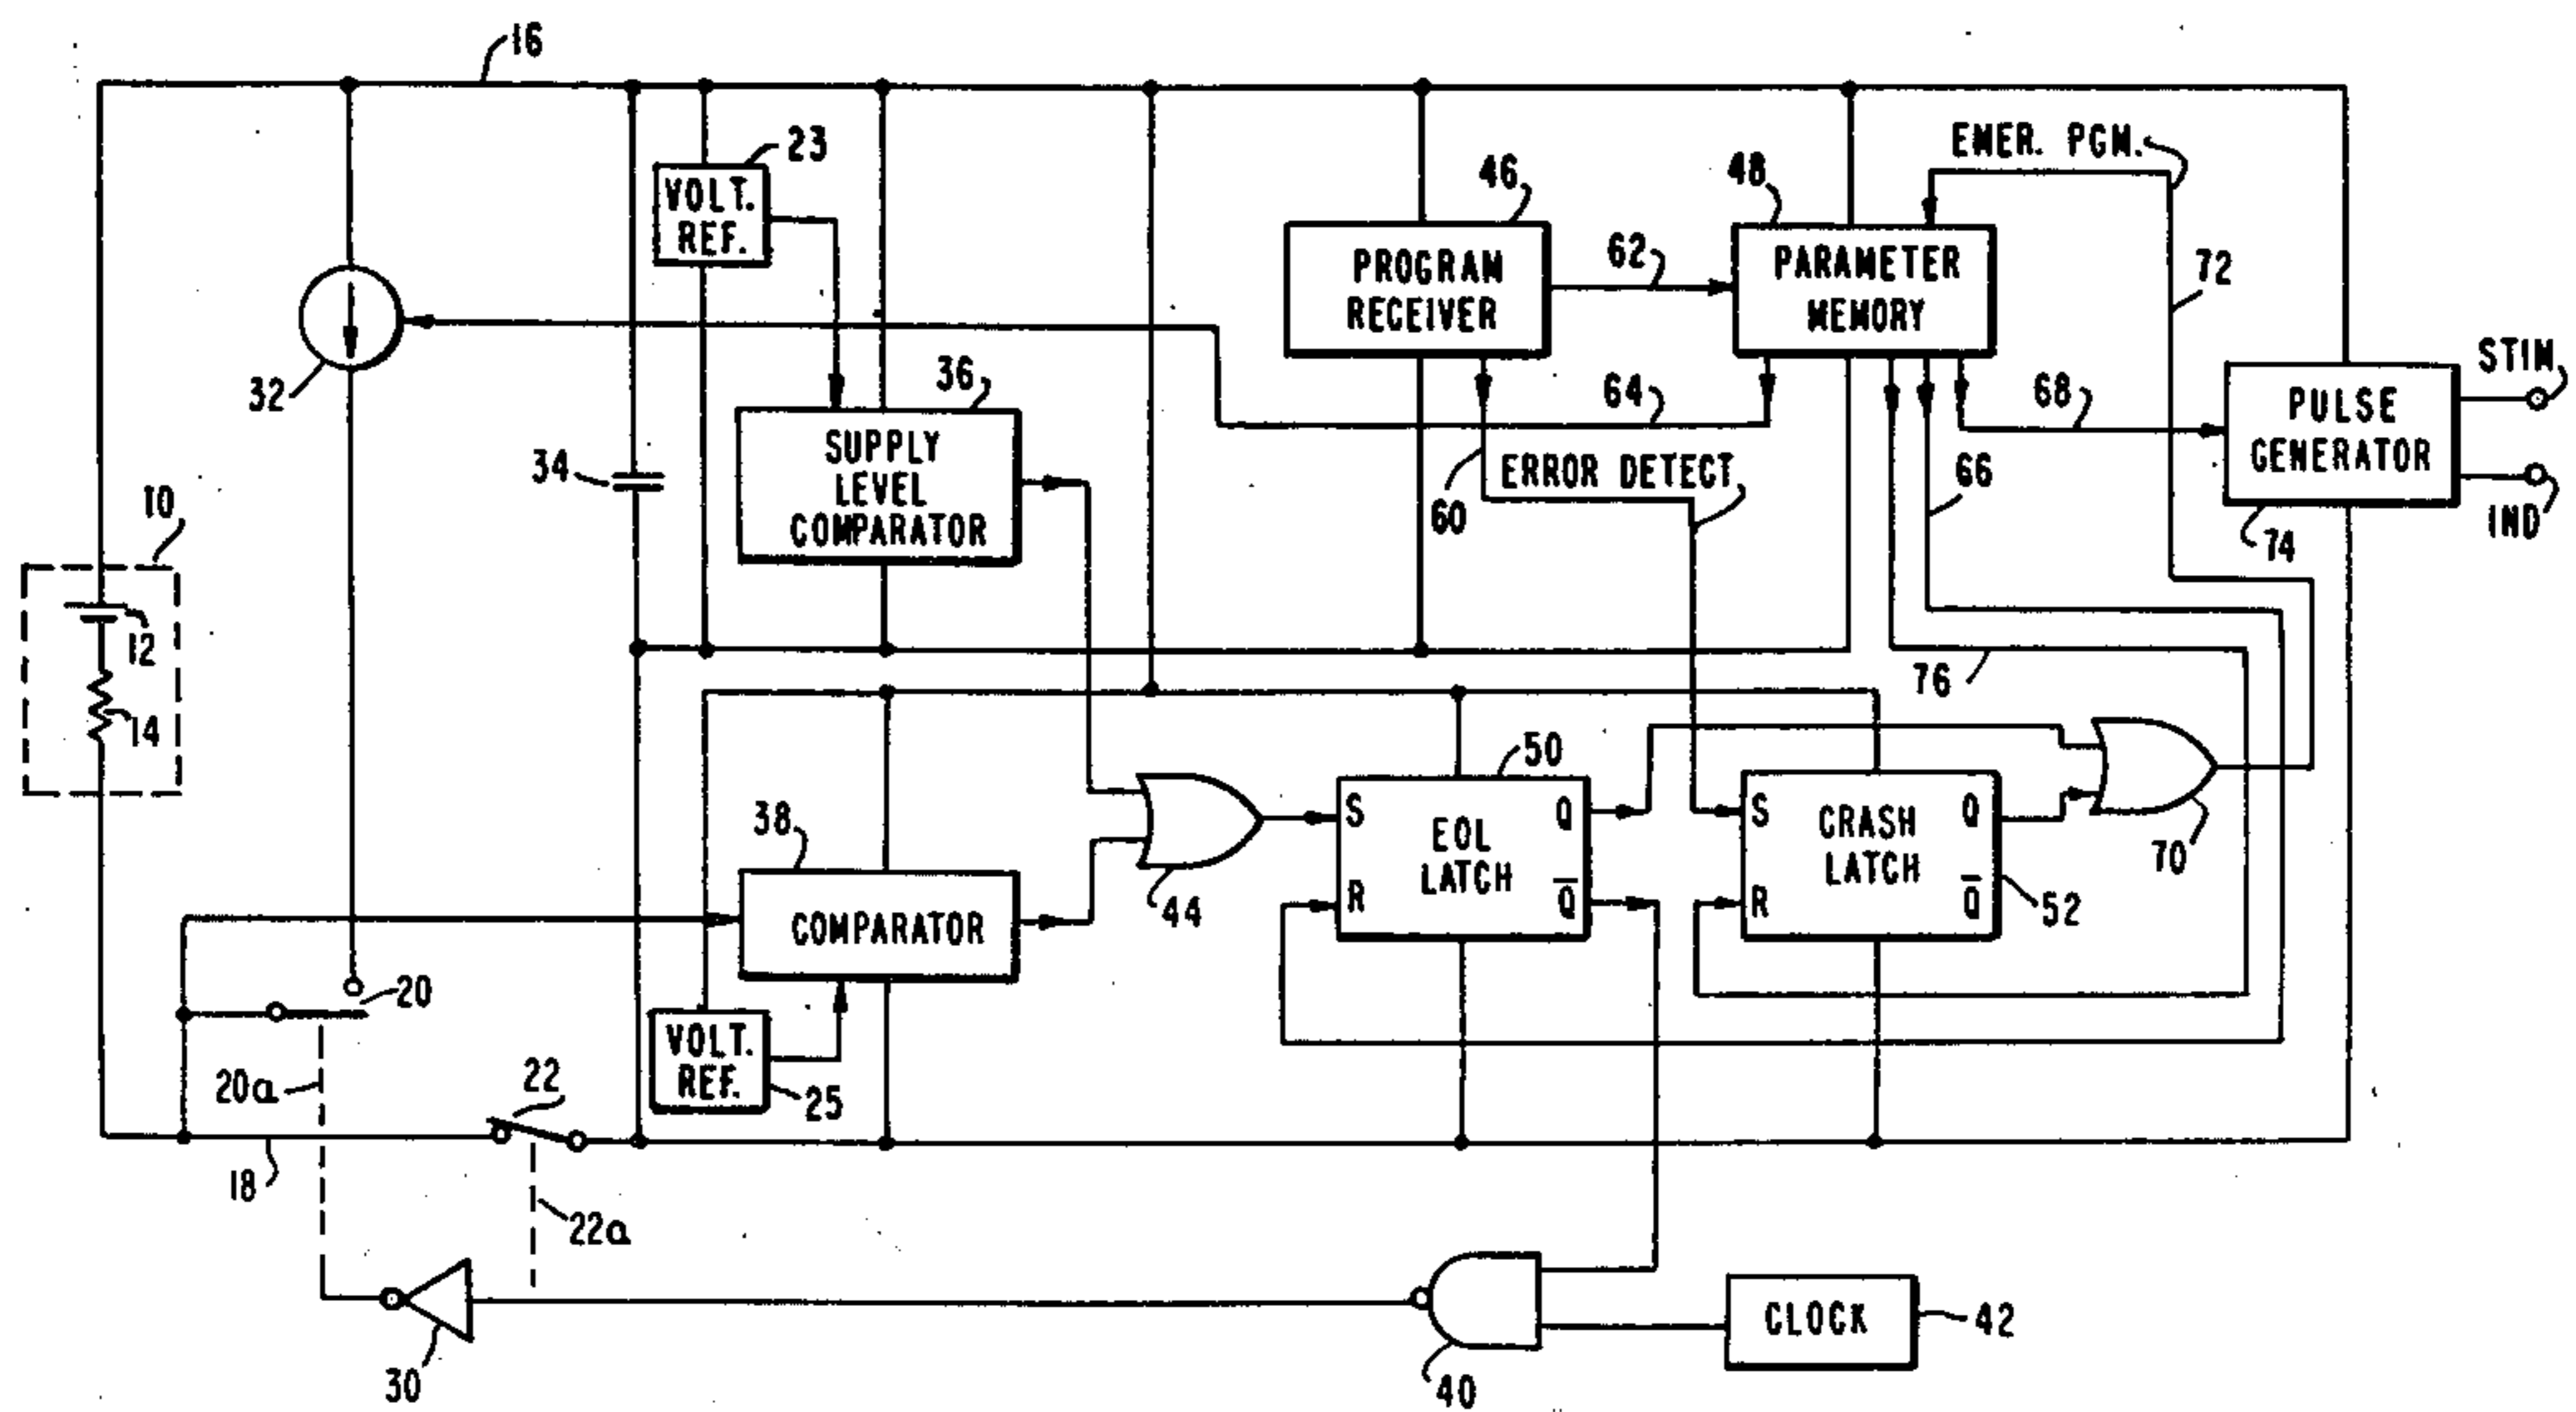 16
VOLT.
REF.
23
32
34
SUPPLY
LEVEL
COMPARATOR
36
PROGRAM
RECEIVER
46
62
PARAMETER
MEMORY
48
EMER. PGM.
72
64
60
ERROR DETECT
66
68
PULSE
GENERATOR
74
STIM
IND
10
12
14
76
COMPARATOR
38
44
S
R
EOL
LATCH
Q
Q̅
50
S
R
CRASH
LATCH
Q
Q̅
52
70
20
20a
VOLT.
REF.
25
22
22a
18
30
40
CLOCK
42